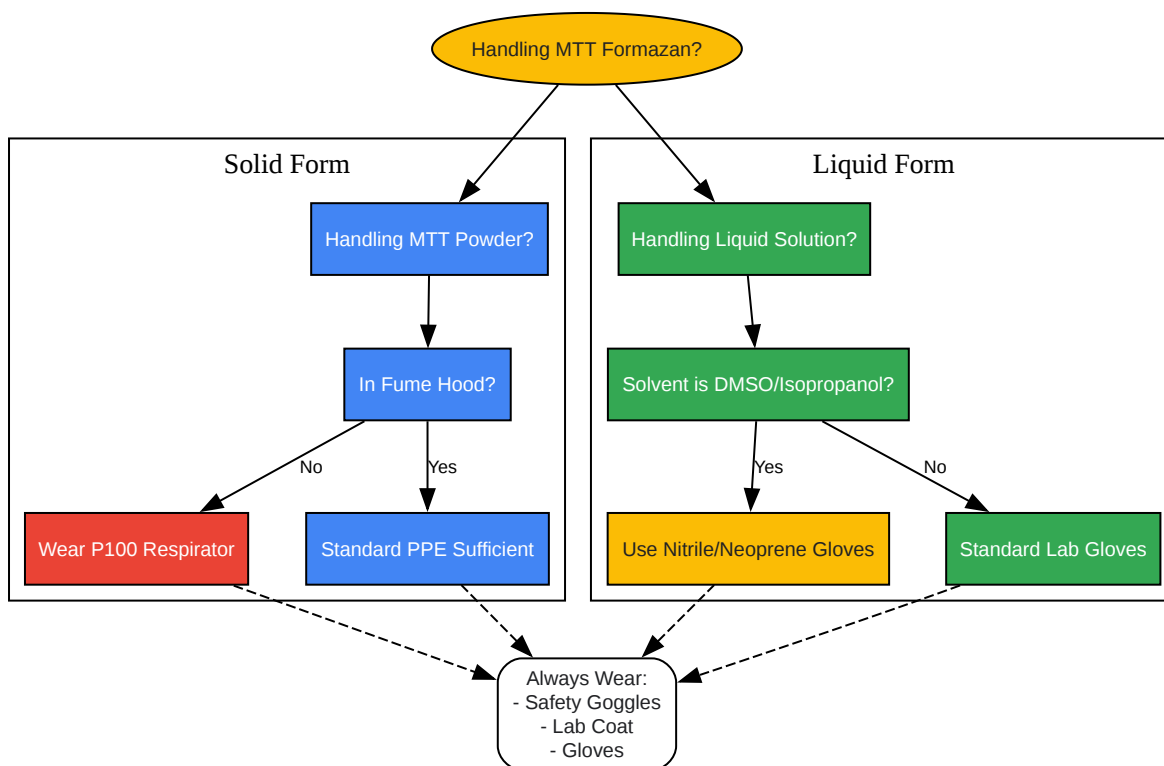 Handling MTT Formazan?
Solid Form
Liquid Form
Handling MTT Powder?
Handling Liquid Solution?
In Fume Hood?
Solvent is DMSO/Isopropanol?
No
Yes
Yes
No
Wear P100 Respirator
Standard PPE Sufficient
Use Nitrile/Neoprene Gloves
Standard Lab Gloves
Always Wear:
- Safety Goggles
- Lab Coat
- Gloves